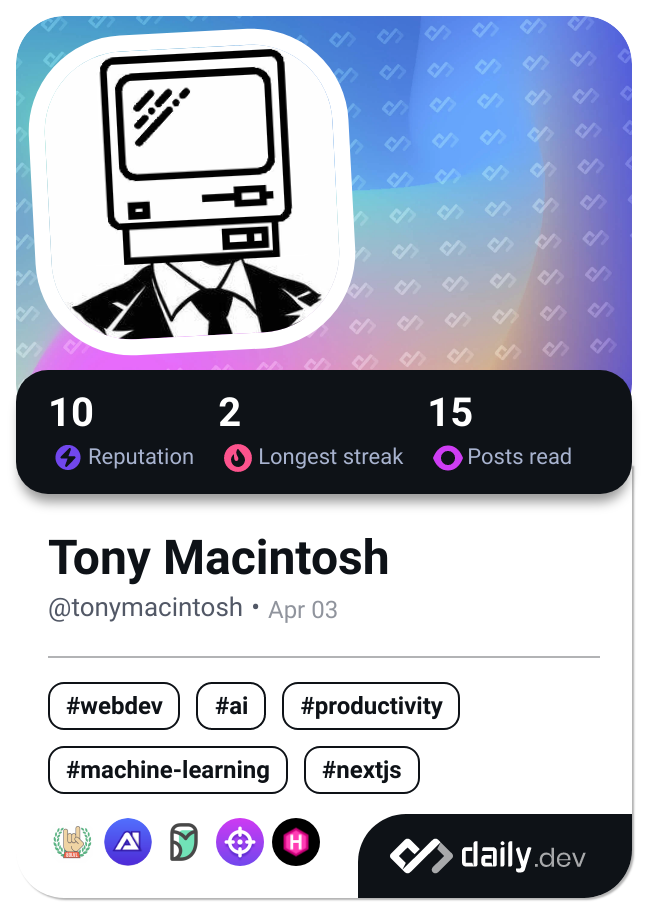 10 2 15
Reputation Longest streak Posts read
Tony Macintosh
@tonymacintosh • Apr 03
#webdev #ai #productivity
#machine-learning #nextjs
AI H
daily.dev